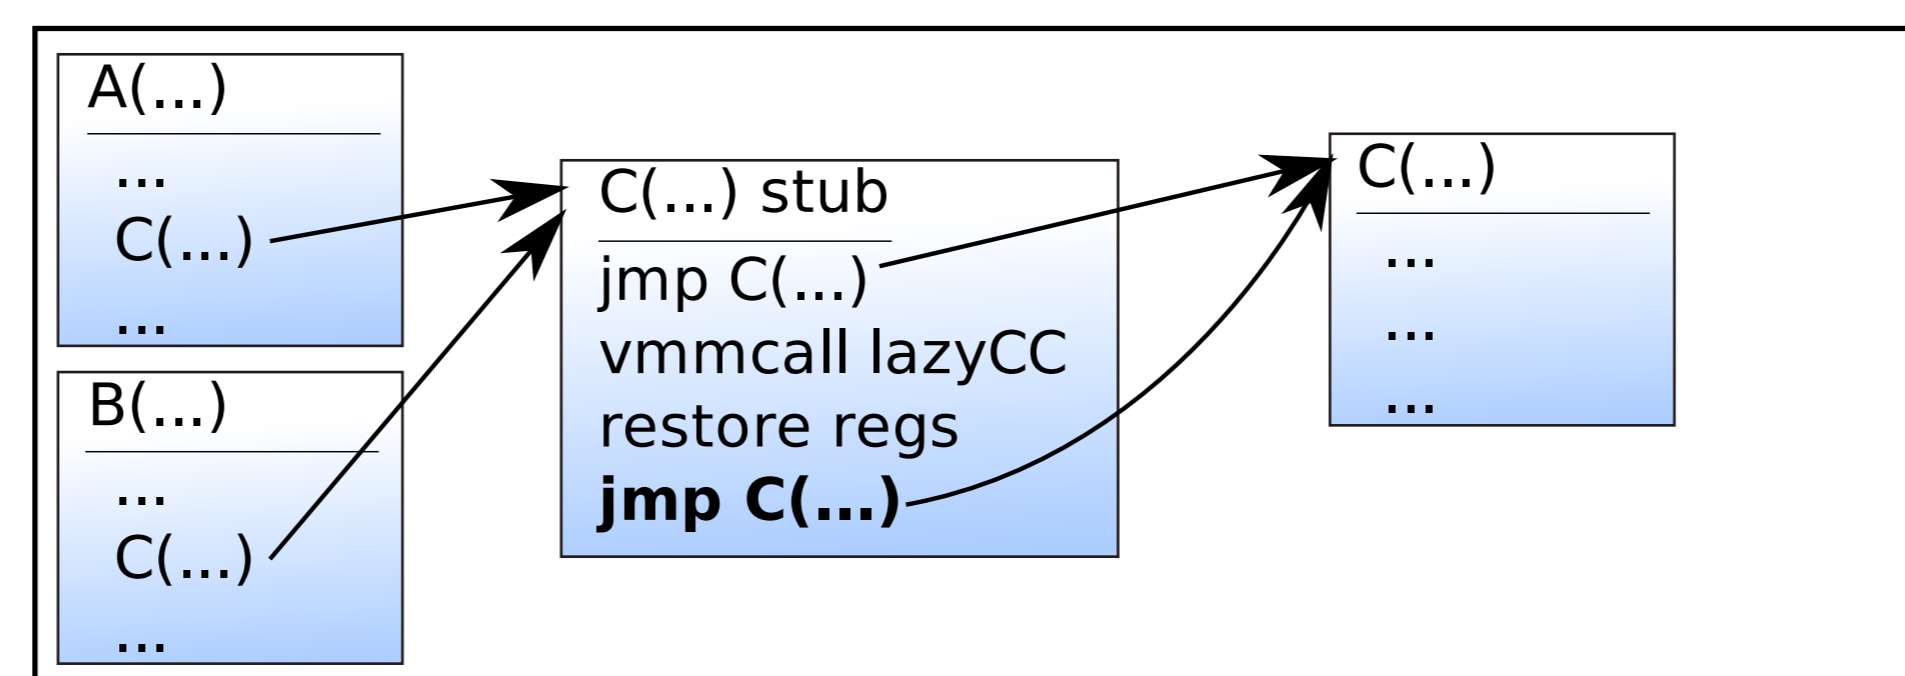 A(...)
...
C(...)
...
B(...)
...
C(...)
...
C(...) stub
jmp C(...)
vmmcall lazyCC
restore regs
jmp C(...)
C(...)
...
...
...